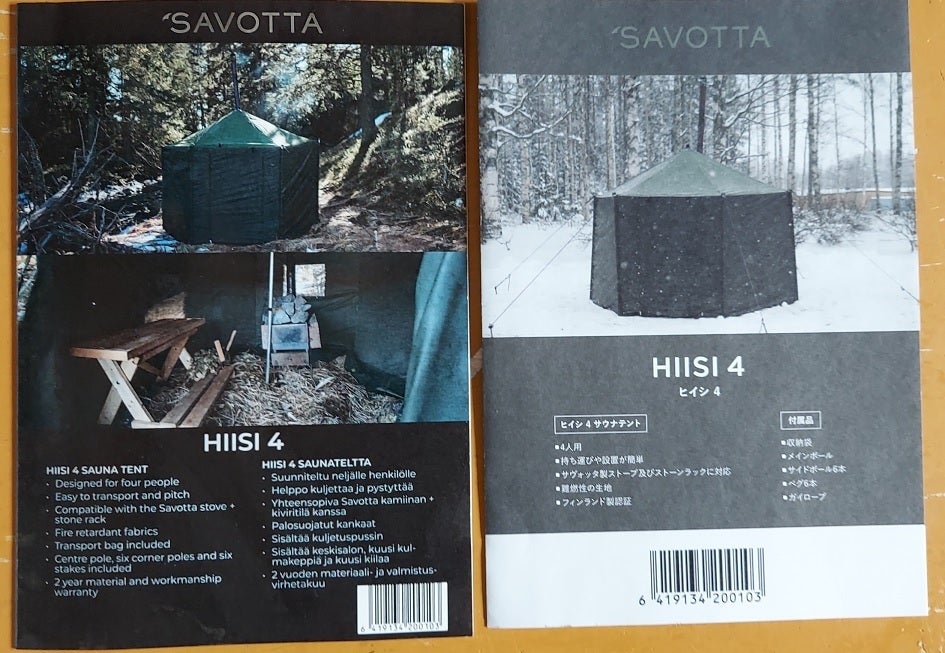 SAVOTTA
HIISI 4
HIISI 4 SAUNA TENT
· Designed for four people
· Easy to transport and pitch
· Compatible with the Savotta stove +
stone rack
· Fire retardant fabrics
· Transport bag included
· Centre pole, six corner poles and six
stakes included
· 2 year material and workmanship
warranty
HIISI 4 SAUNATELTTA
· Suunniteltu neljälle henkilölle
· Helppo kuljettaa ja pystyttää
· Yhteensopiva Savotta kamiinan +
kiviritilä kanssa
· Palosuojatut kankaat
· Sisältää kuljetuspussin
· Sisältää keskisalon, kuusi kul-
makeppiä ja kuusi kiilaa
· 2 vuoden materiaali- ja valmistus-
virhetakuu
6 419134 200103
SAVOTTA
HIISI 4
ヒイシ 4
ヒイシ 4 サウナテント
▪4人用
▪持ち運びや設置が簡単
▪サヴォッタ製ストーブ及びストーンラックに対応
▪難燃性の生地
▪フィンランド製認証
付属品
▪収納袋
▪メインポール
▪サイドポール6本
▪ペグ6本
▪ガイロープ
6 419134 200103